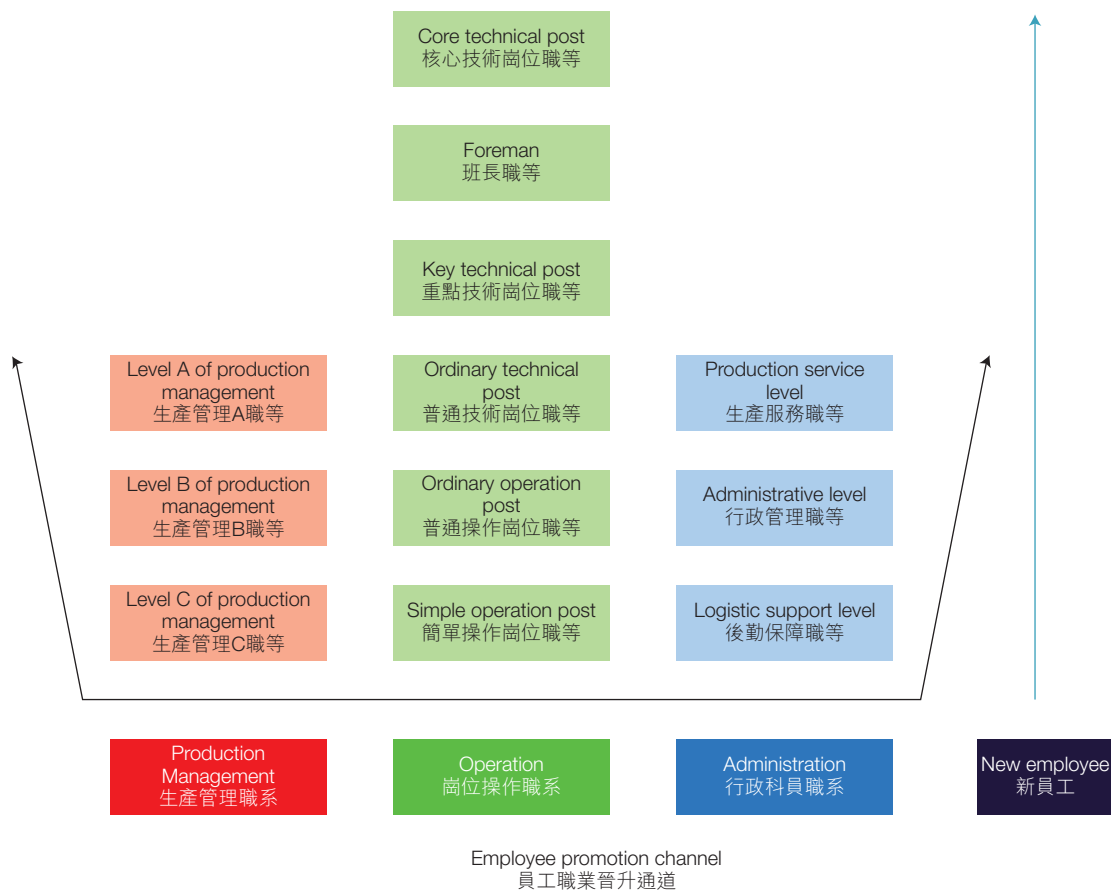 Core technical post
核心技術崗位職等
Foreman
班長職等
Key technical post
重點技術崗位職等
Level A of production
management
生產管理A職等
Ordinary technical
post
普通技術崗位職等
Production service
level
生產服務職等
Level B of production
management
生產管理B職等
Ordinary operation
post
普通操作崗位職等
Administrative level
行政管理職等
Level C of production
management
生產管理C職等
Simple operation post
簡單操作崗位職等
Logistic support level
後勤保障職等
Production
Management
生產管理職系
Operation
崗位操作職系
Administration
行政科員職系
New employee
新員工
Employee promotion channel
員工職業晉升通道